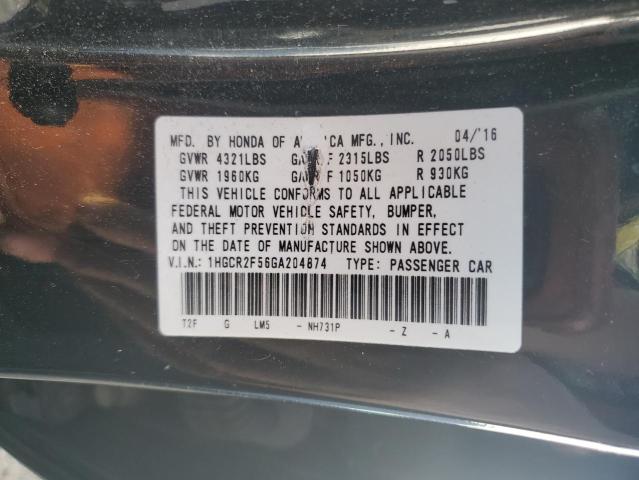 MFD. BY HONDA OF A CA MFG., INC. 04/'16
GVWR 4321LBS F 2315LBS R 2050LBS
GVWR 1960KG F 1050KG R 930KG
THIS VEHICLE CONFORMS TO ALL APPLICABLE
FEDERAL MOTOR VEHICLE SAFETY, BUMPER,
AND THEFT PREVENTION STANDARDS IN EFFECT
ON THE DATE OF MANUFACTURE SHOWN ABOVE.
V.I.N.: 1HGCR2F56GA204874 TYPE: PASSENGER CAR
T2F G LM5 - NH731P - Z - A